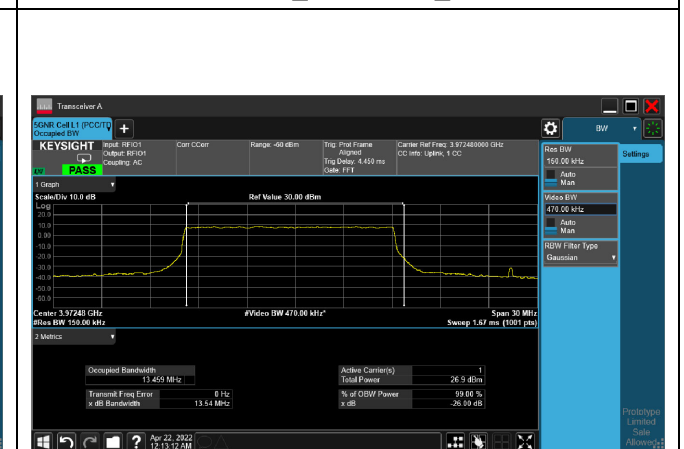 Transceiver A
5GNR Cell L1 (PCC/T)
Occupied BW
+
BW
KEYSIGHT
PASS
Input: RFIO1
Output: RFIO1
Coupling: AC
Corr CCorr
Range: -60 dBm
Trig: Prot Frame
Aligned
Trig Delay: 4.450 ms
Gate: FFT
Carrier Ref Freq: 3.972480000 GHz
CC Info: Uplink, 1 CC
Res BW
160.00 kHz
Auto
Man
Settings
Video BW
470.00 kHz
Auto
Man
RBW Filter Type
Gaussian
1 Graph
Scale/Div 10.0 dB
Ref Value 30.00 dBm
Log
20.0
10.0
0.00
-10.0
-20.0
-30.0
-40.0
-50.0
-60.0
Center 3.97248 GHz
#Video BW 470.00 kHz*
Span 30 MHz
#Res BW 150.00 kHz
Sweep 1.67 ms (1001 pts)
2 Metrics
Occupied Bandwidth
13.459 MHz
Active Carrier(s) 1
Total Power 26.9 dBm
Transmit Freq Error 0 Hz
x dB Bandwidth 13.54 MHz
% of OBW Power 99.00 %
x dB -26.00 dB
Apr 22, 2022
12:13:12 AM
Prototype
Limited
Sale
Allowed